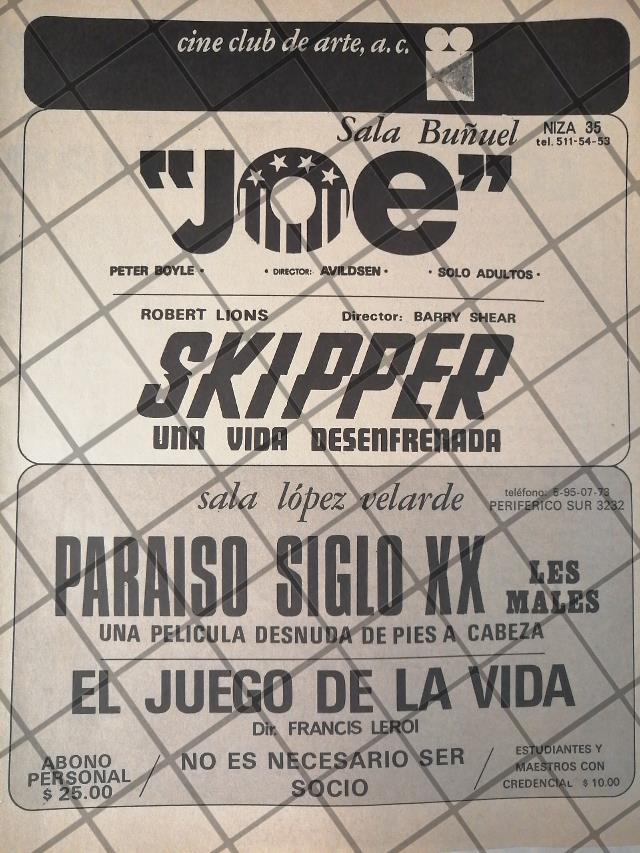 cine club de arte, a. c.
Sala Buñuel
NIZA 35
tel. 511-54-53
"JOe"
PETER BOYLE • • DIRECTOR: AVILDSEN • • SOLO ADULTOS •
ROBERT LIONS Director: BARRY SHEAR
SKIPPER
UNA VIDA DESENFRENADA
sala lópez velarde
teléfono: 5-95-07-73
PERIFERICO SUR 3232
PARAISO SIGLO XX
LES
MALES
UNA PELICULA DESNUDA DE PIES A CABEZA
EL JUEGO DE LA VIDA
Dir. FRANCIS LEROI
ABONO
PERSONAL
$ 25.00
NO ES NECESARIO SER
SOCIO
ESTUDIANTES Y
MAESTROS CON
CREDENCIAL $ 10.00